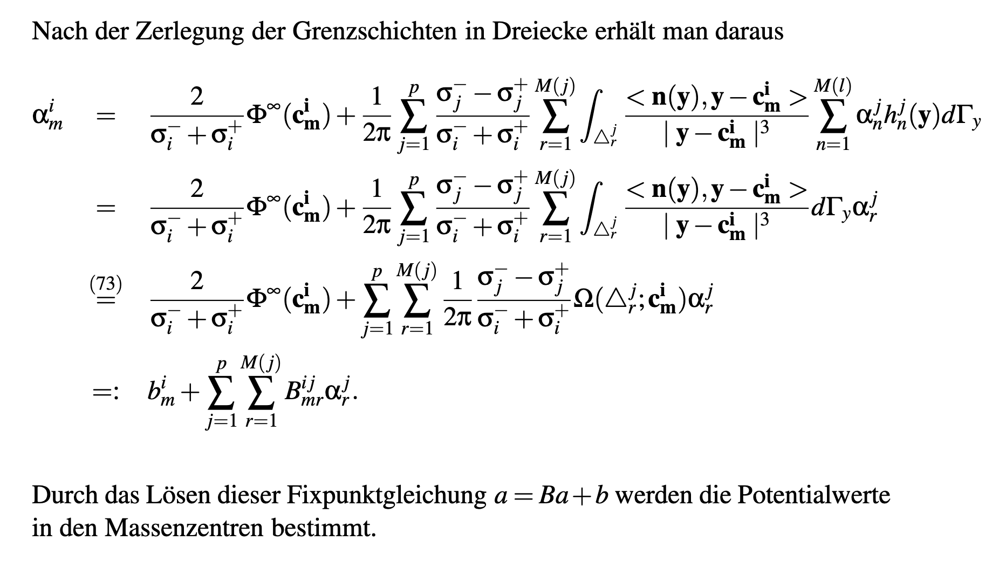 Nach der Zerlegung der Grenzschichten in Dreiecke erhält man daraus
$\alpha_m^i = \frac{2}{\sigma_i^- + \sigma_i^+} \Phi^\infty(\mathbf{c_m^i}) + \frac{1}{2\pi} \sum_{j=1}^{p} \frac{\sigma_j^- - \sigma_j^+}{\sigma_i^- + \sigma_i^+} \sum_{r=1}^{M(j)} \int_{\triangle_r^j} \frac{<\mathbf{n}(\mathbf{y}), \mathbf{y} - \mathbf{c_m^i}>}{|\mathbf{y} - \mathbf{c_m^i}|^3} \sum_{n=1}^{M(l)} \alpha_n^j h_n^j(\mathbf{y}) d\Gamma_y$
$= \frac{2}{\sigma_i^- + \sigma_i^+} \Phi^\infty(\mathbf{c_m^i}) + \frac{1}{2\pi} \sum_{j=1}^{p} \frac{\sigma_j^- - \sigma_j^+}{\sigma_i^- + \sigma_i^+} \sum_{r=1}^{M(j)} \int_{\triangle_r^j} \frac{<\mathbf{n}(\mathbf{y}), \mathbf{y} - \mathbf{c_m^i}>}{|\mathbf{y} - \mathbf{c_m^i}|^3} d\Gamma_y \alpha_r^j$
$\stackrel{(73)}{=} \frac{2}{\sigma_i^- + \sigma_i^+} \Phi^\infty(\mathbf{c_m^i}) + \sum_{j=1}^{p} \sum_{r=1}^{M(j)} \frac{1}{2\pi} \frac{\sigma_j^- - \sigma_j^+}{\sigma_i^- + \sigma_i^+} \Omega(\triangle_r^j; \mathbf{c_m^i}) \alpha_r^j$
$=: b_m^i + \sum_{j=1}^{p} \sum_{r=1}^{M(j)} B_{mr}^{ij} \alpha_r^j.$
Durch das Lösen dieser Fixpunktgleichung $a = Ba + b$ werden die Potentialwerte
in den Massenzentren bestimmt.